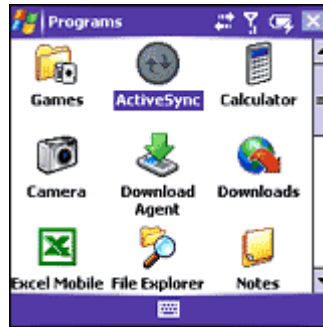 Programs
Games ActiveSync Calculator
Camera Download Agent Downloads
Excel Mobile File Explorer Notes